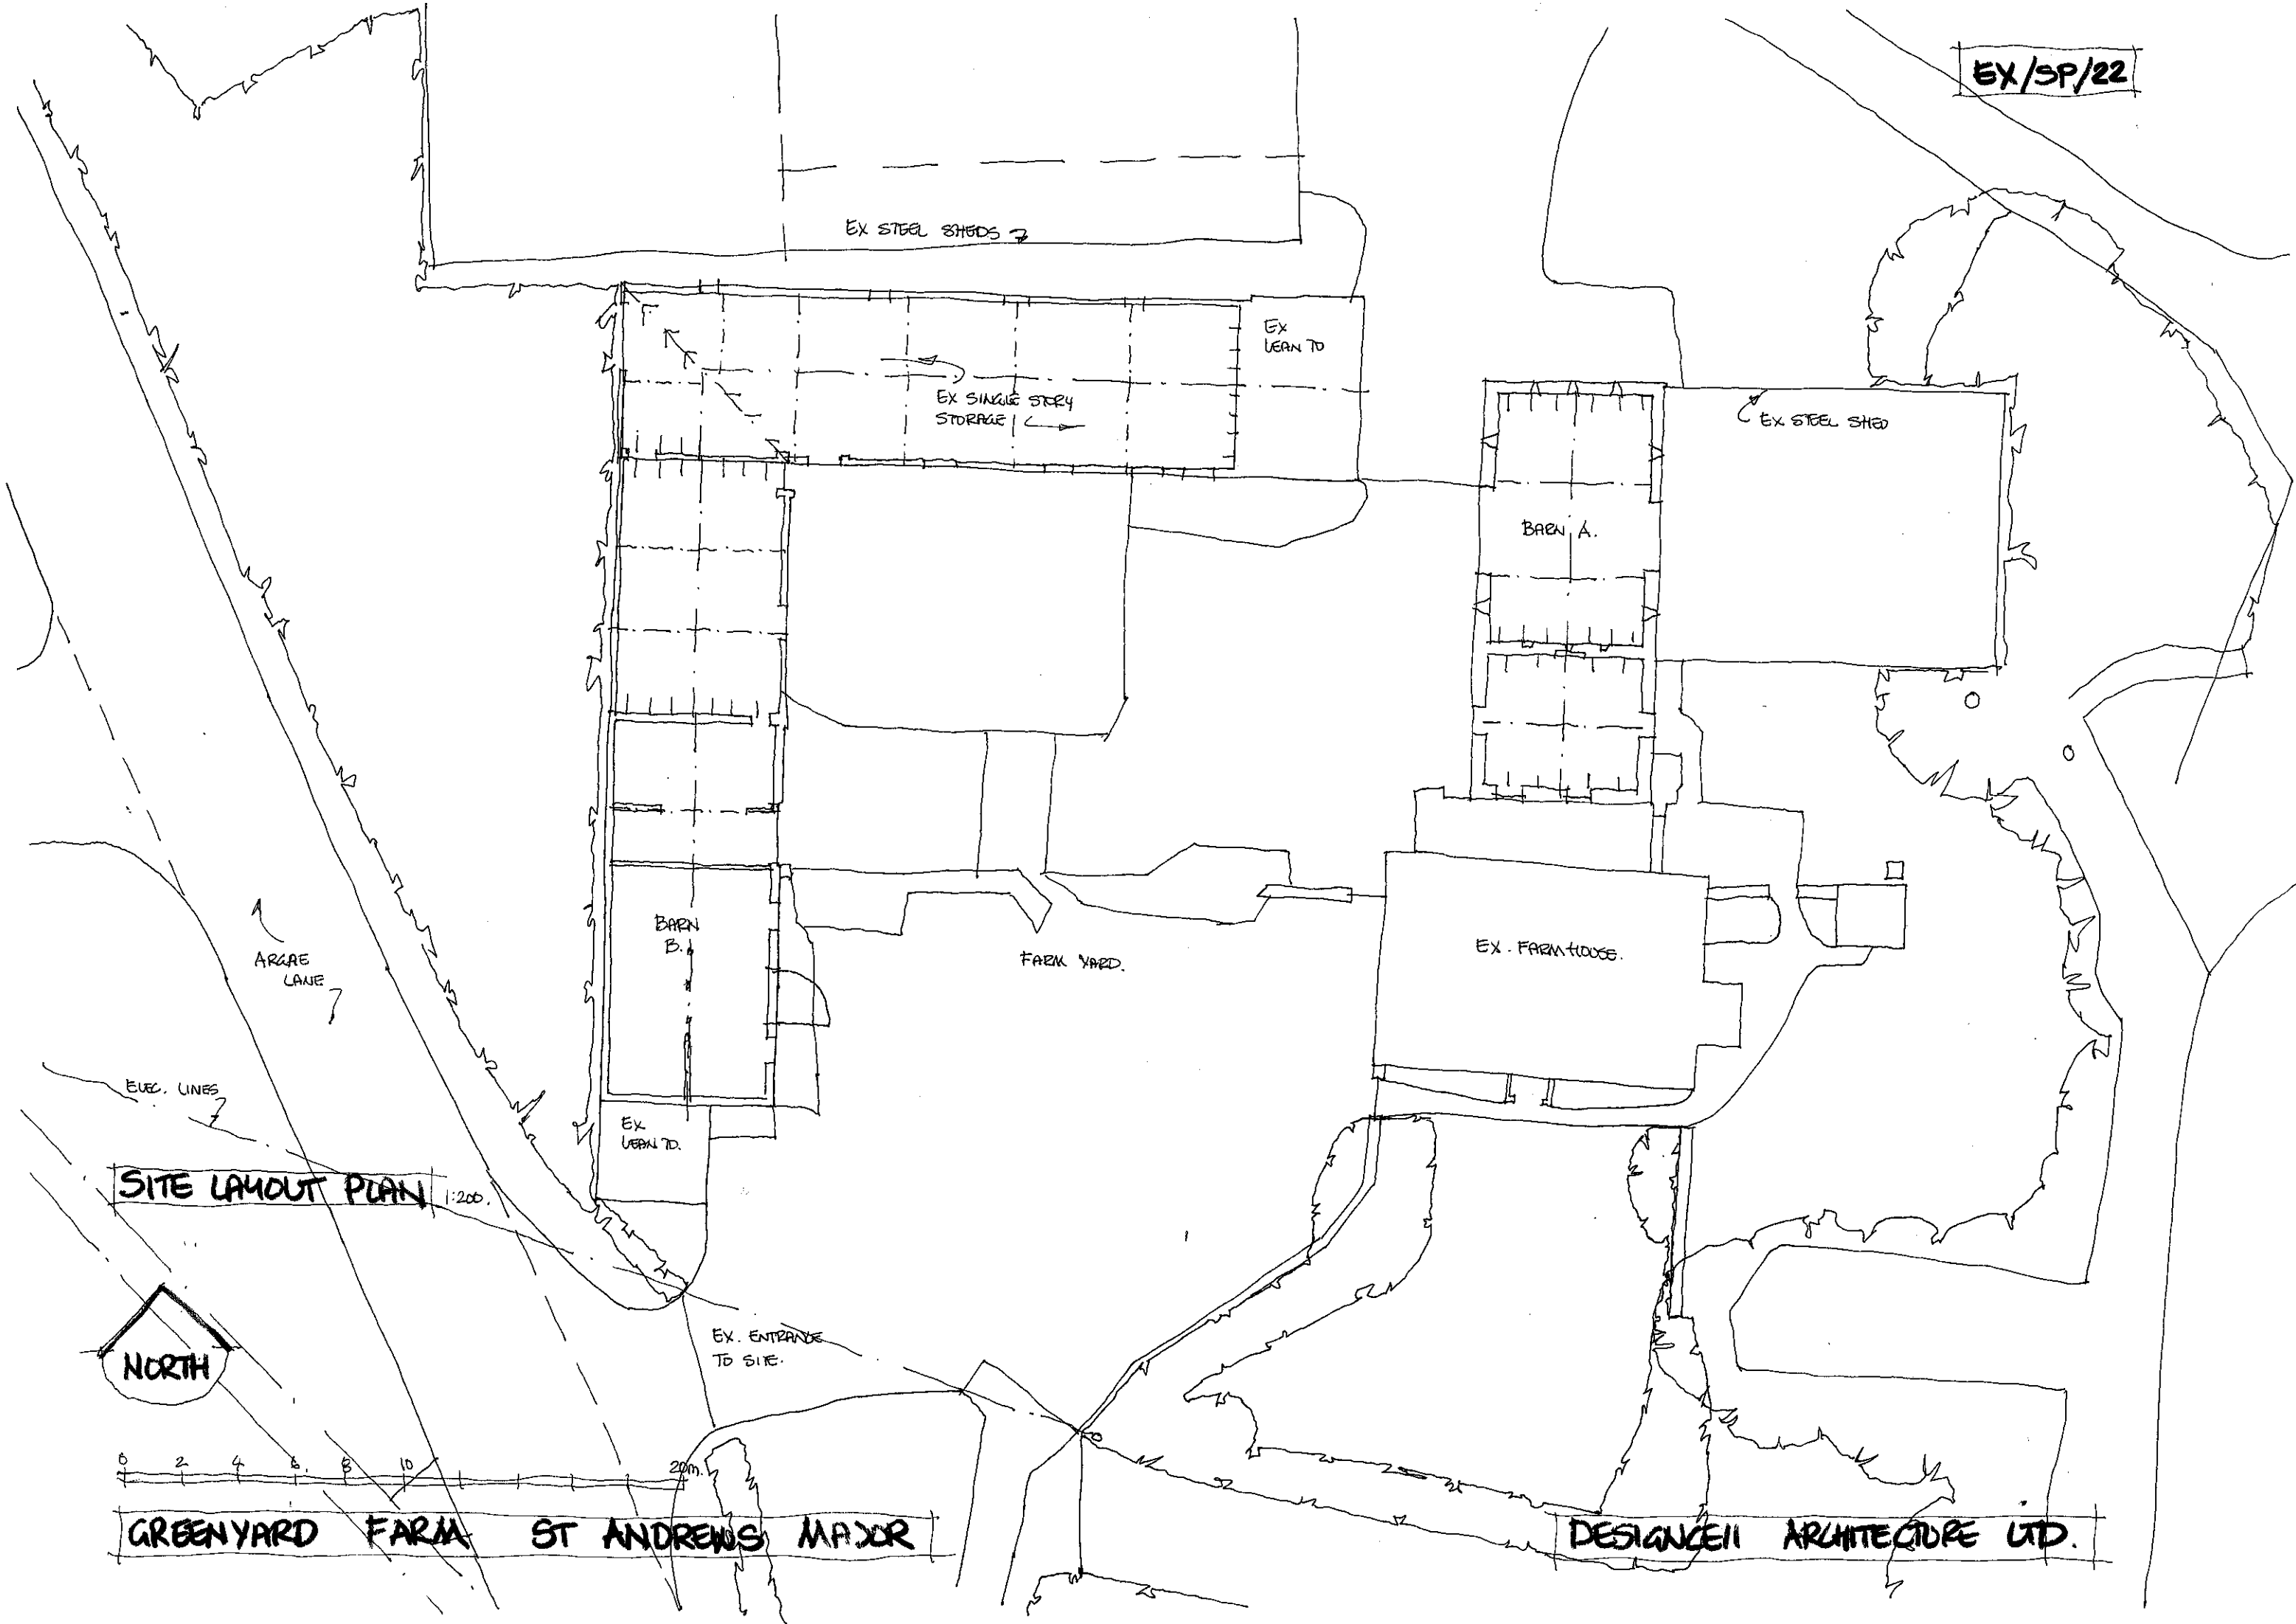 EX/SP/22
EX STEEL SHEDS
EX
LEAN TO
EX SINGLE STORY
STORAGE
EX STEEL SHED
BARN A.
BARN
B.
FARM YARD.
EX. FARMHOUSE.
ARGAE
LANE
ELEC. LINES
EX
LEAN TO.
SITE LAYOUT PLAN 1:200.
EX. ENTRANCE
TO SITE.
NORTH
0 2 4 6 8 10 20m.
GREENYARD FARM ST ANDREWS MAJOR
DESIGNCELL ARCHITECTURE LTD.